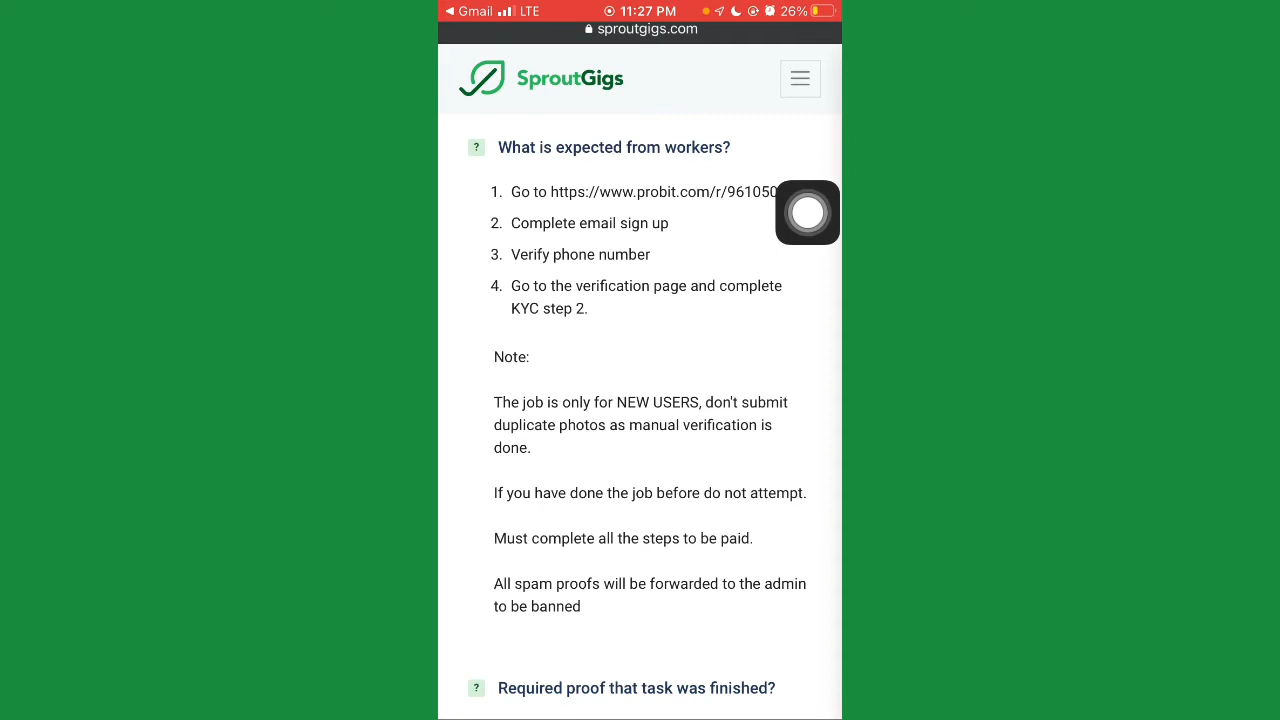 Gmail LTE 11:27 PM 26%
sproutgigs.com
SproutGigs
? What is expected from workers?
1. Go to https://www.probit.com/r/961050
2. Complete email sign up
3. Verify phone number
4. Go to the verification page and complete
KYC step 2.
Note:
The job is only for NEW USERS, don't submit
duplicate photos as manual verification is
done.
If you have done the job before do not attempt.
Must complete all the steps to be paid.
All spam proofs will be forwarded to the admin
to be banned
? Required proof that task was finished?